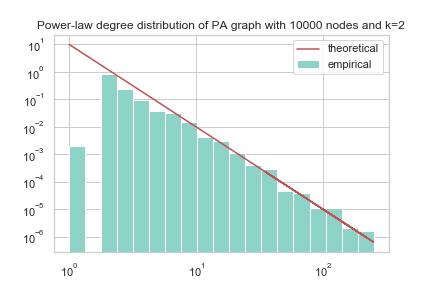 Power-law degree distribution of PA graph with 10000 nodes and k=2
theoretical
empirical
10^1
10^0
10^-1
10^-2
10^-3
10^-4
10^-5
10^-6
10^0 10^1 10^2